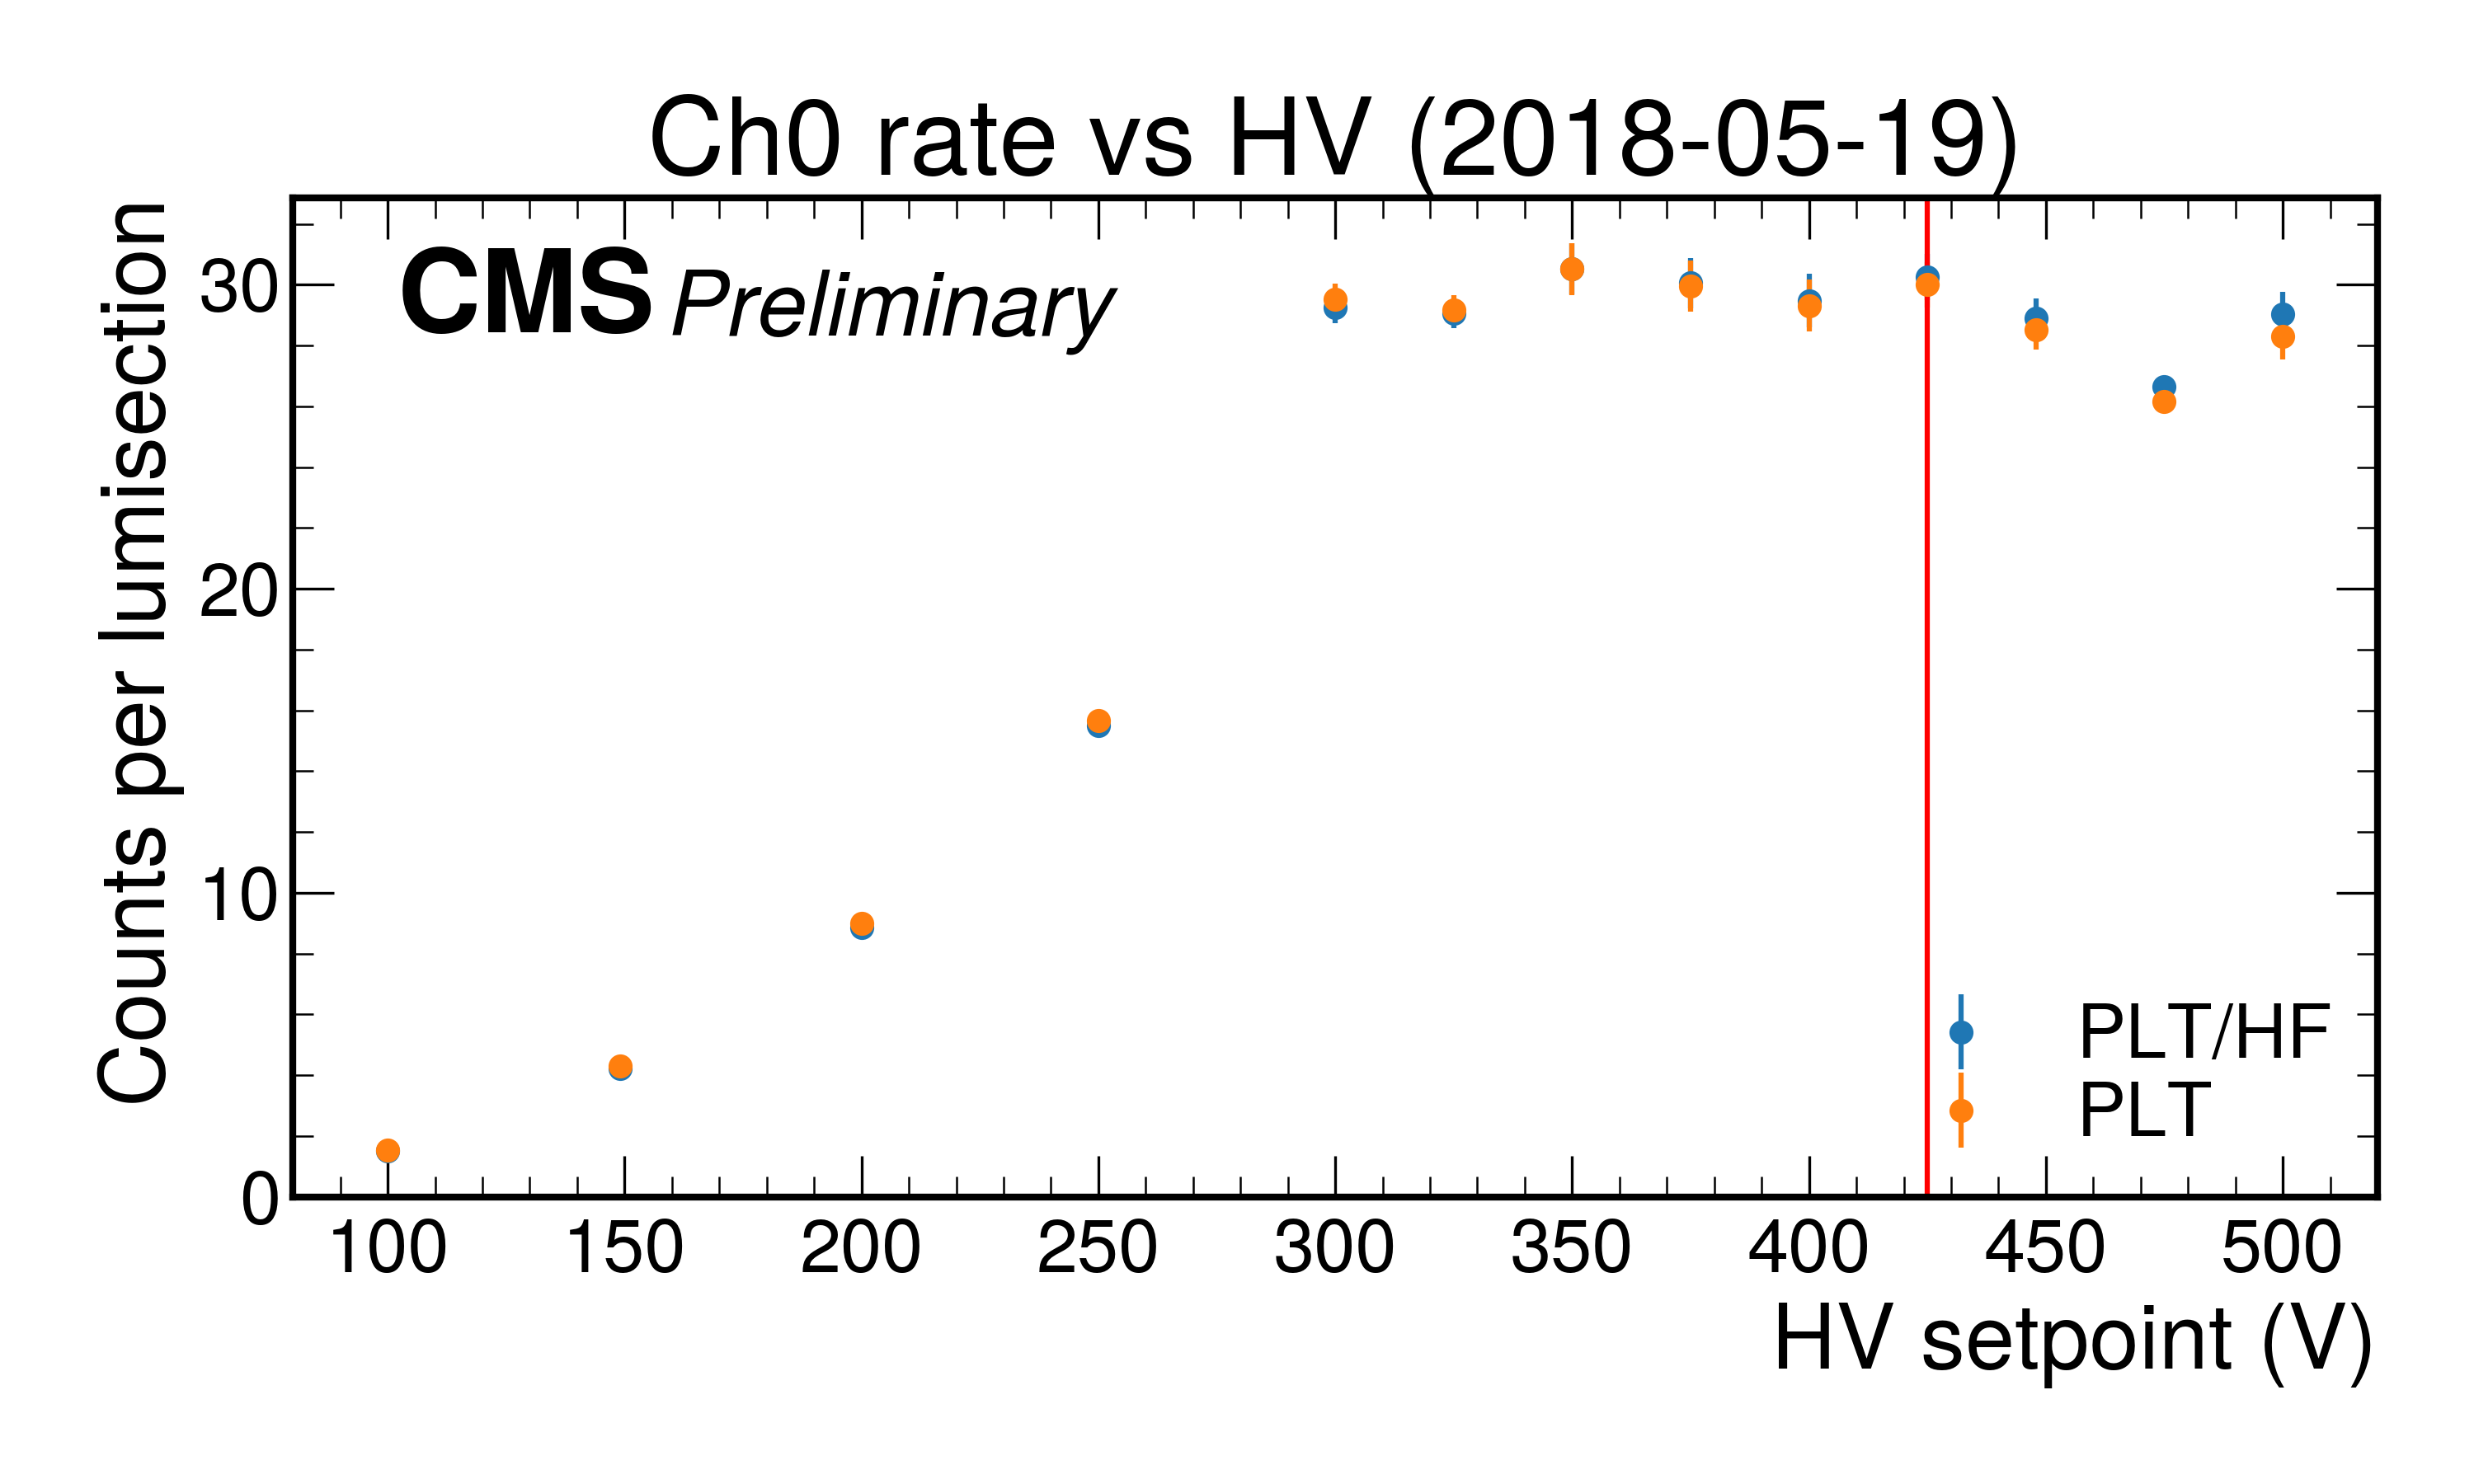 Ch0 rate vs HV (2018-05-19)
CMS Preliminary
Counts per lumisection
30
20
10
0
PLT/HF
PLT
100 150 200 250 300 350 400 450 500
HV setpoint (V)